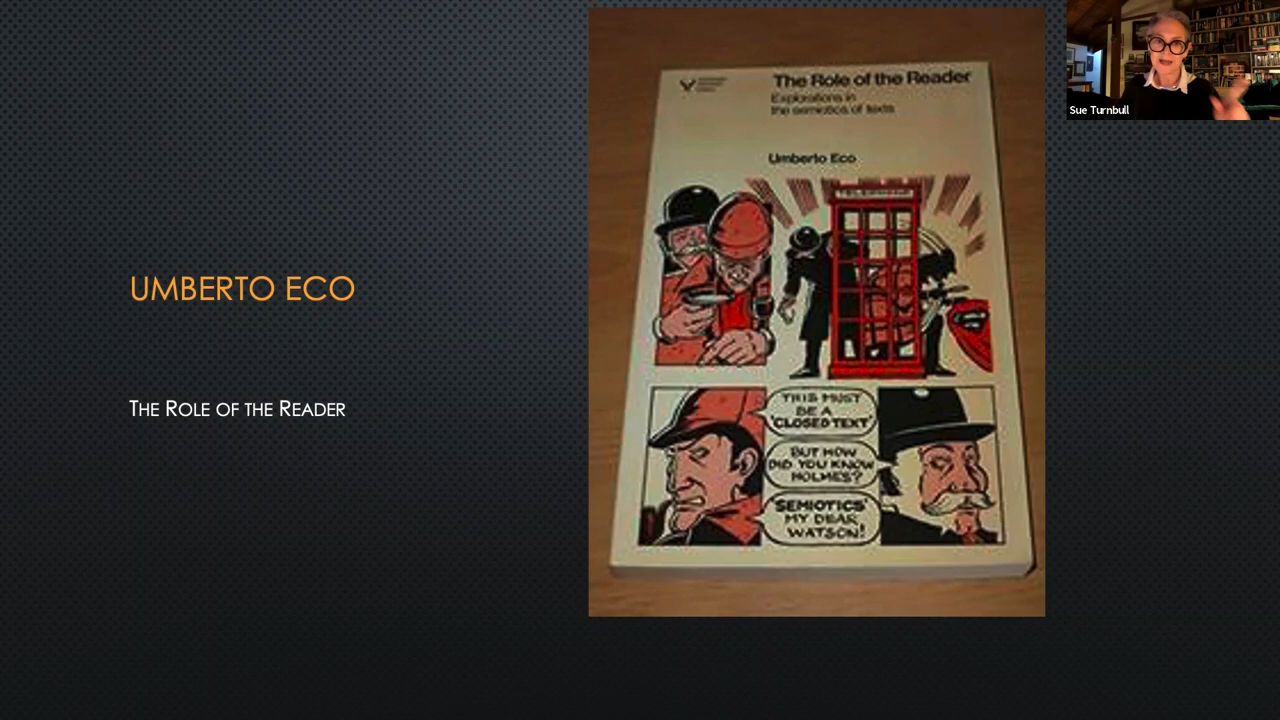 UMBERTO ECO
THE ROLE OF THE READER
The Role of the Reader
Explorations in
the semiotics of texts
Umberto Eco
TELEPHONE
THIS MUST
BE A
'CLOSED TEXT'
BUT HOW
DID YOU KNOW
HOLMES?
'SEMIOTICS'
MY DEAR
WATSON!
Sue Turnbull